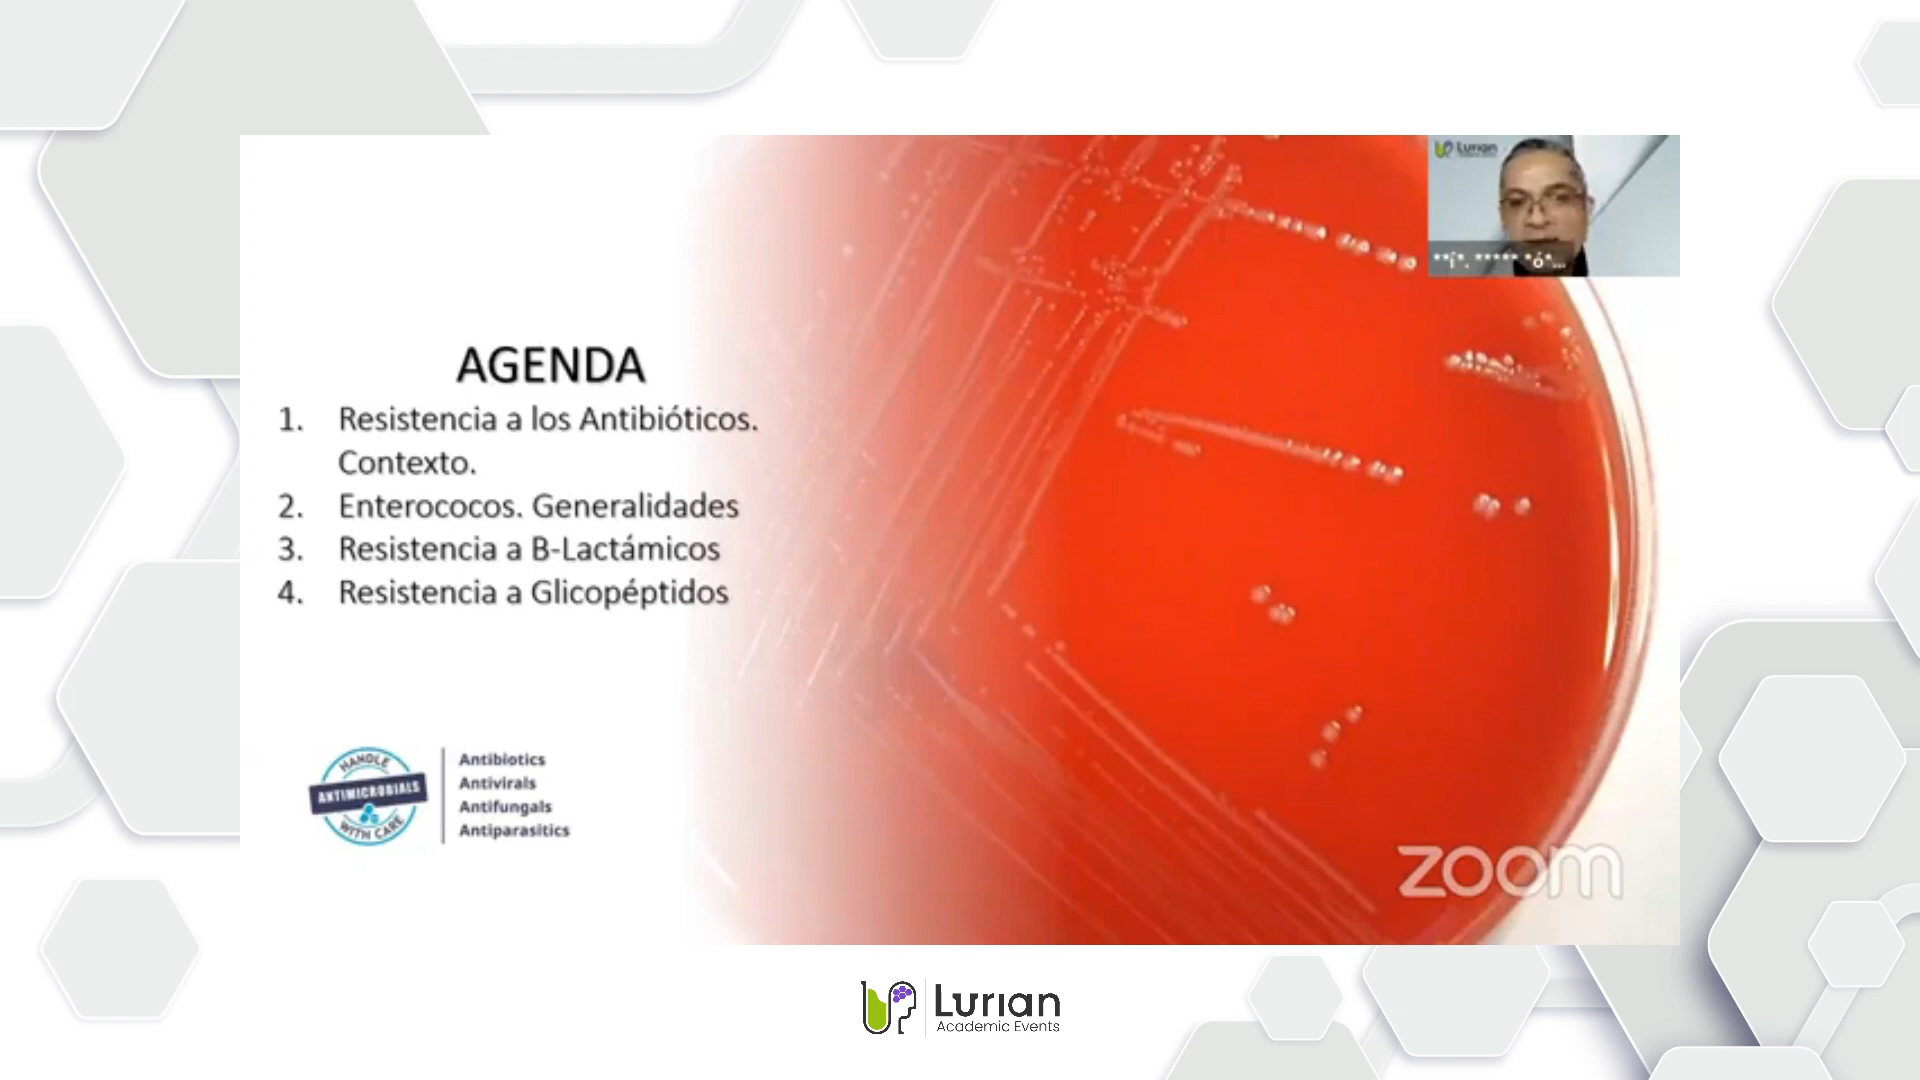 Lurian
**í*. ***** *ó*...
AGENDA
1. Resistencia a los Antibióticos.
Contexto.
2. Enterococos. Generalidades
3. Resistencia a B-Lactámicos
4. Resistencia a Glicopéptidos
HANDLE
ANTIMICROBIALS
WITH CARE
Antibiotics
Antivirals
Antifungals
Antiparasitics
zoom
Lurian
Academic Events